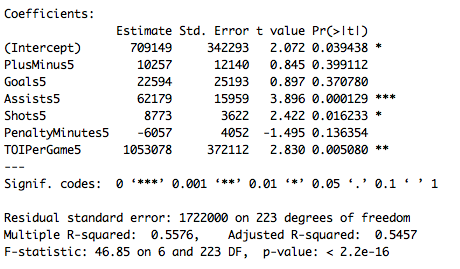 Coefficients:
Estimate Std. Error t value Pr(>|t|)
(Intercept) 709149 342293 2.072 0.039438 *
PlusMinus5 10257 12140 0.845 0.399112
Goals5 22594 25193 0.897 0.370780
Assists5 62179 15959 3.896 0.000129 ***
Shots5 8773 3622 2.422 0.016233 *
PenaltyMinutes5 -6057 4052 -1.495 0.136354
TOIPerGame5 1053078 372112 2.830 0.005080 **
---
Signif. codes: 0 ‘***’ 0.001 ‘**’ 0.01 ‘*’ 0.05 ‘.’ 0.1 ‘ ’ 1
Residual standard error: 1722000 on 223 degrees of freedom
Multiple R-squared: 0.5576, Adjusted R-squared: 0.5457
F-statistic: 46.85 on 6 and 223 DF, p-value: < 2.2e-16